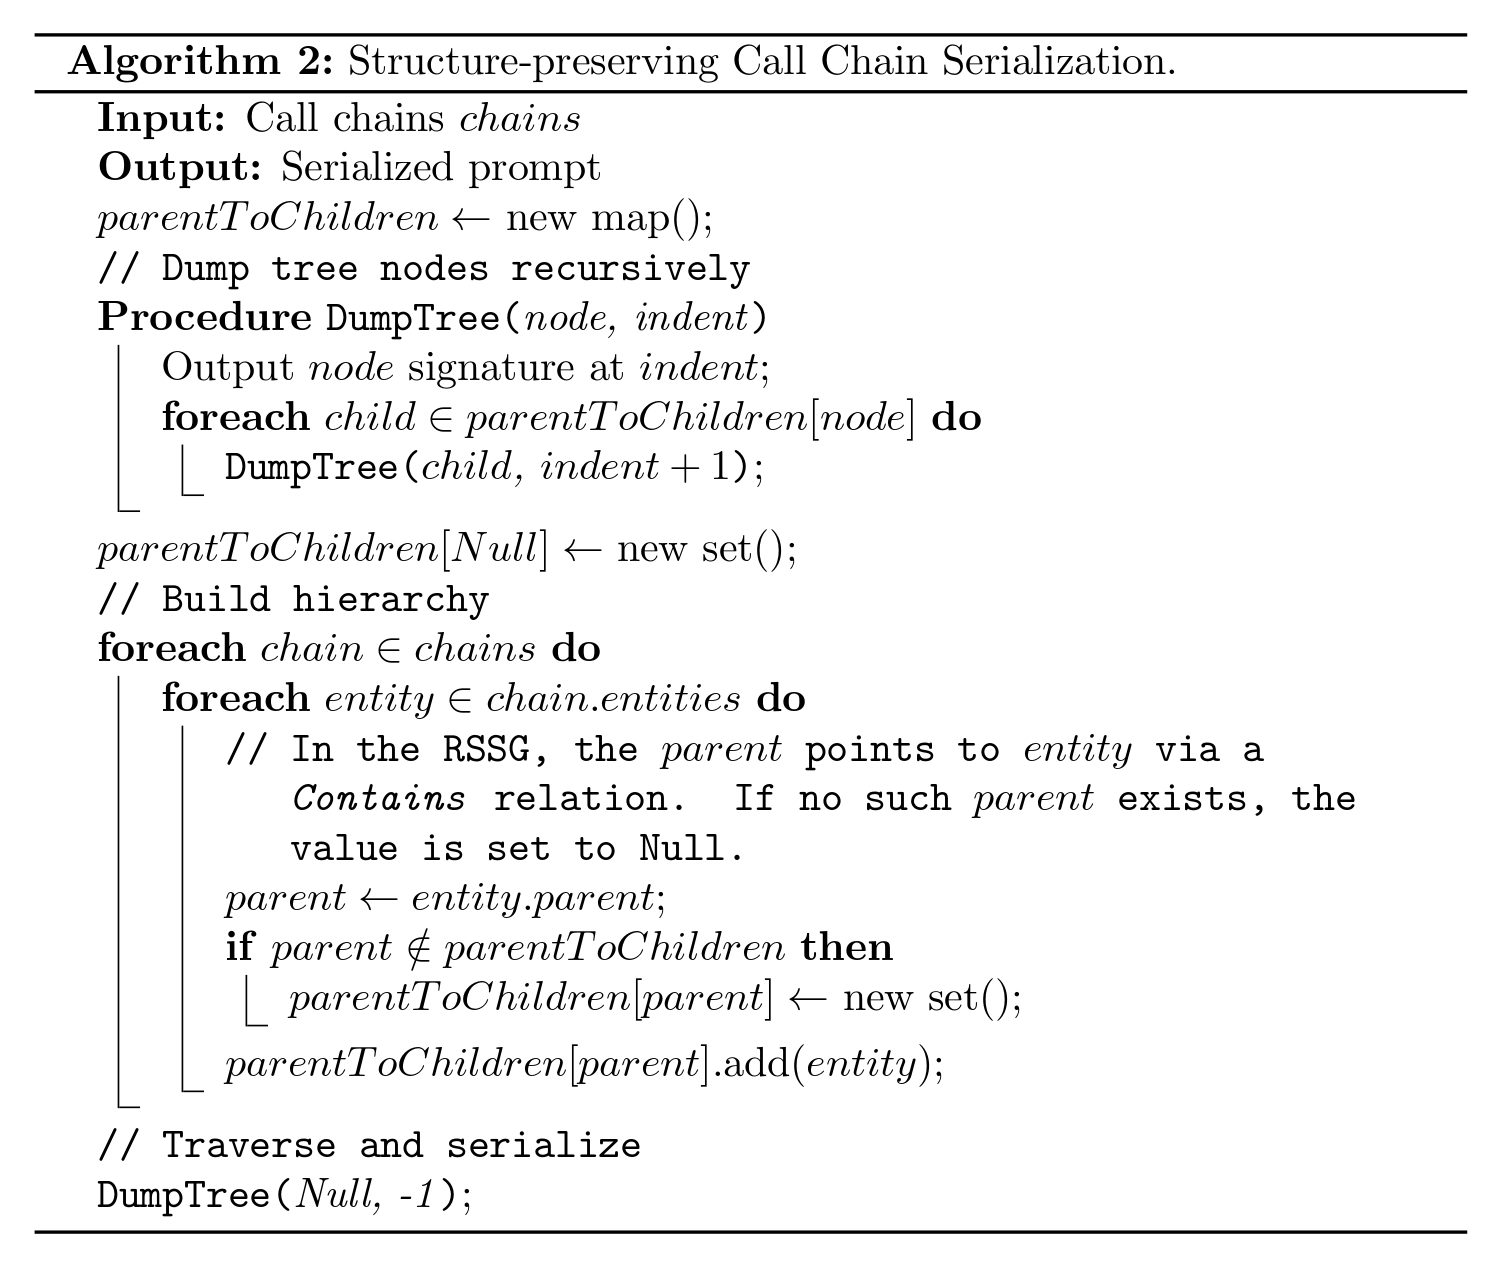 Algorithm 2: Structure-preserving Call Chain Serialization.
Input: Call chains chains
Output: Serialized prompt
parentToChildren ← new map();
// Dump tree nodes recursively
Procedure DumpTree(node, indent)
Output node signature at indent;
foreach child ∈ parentToChildren[node] do
DumpTree(child, indent + 1);
parentToChildren[Null] ← new set();
// Build hierarchy
foreach chain ∈ chains do
foreach entity ∈ chain.entities do
// In the RSSG, the parent points to entity via a
Contains relation. If no such parent exists, the
value is set to Null.
parent ← entity.parent;
if parent ∉ parentToChildren then
parentToChildren[parent] ← new set();
parentToChildren[parent].add(entity);
// Traverse and serialize
DumpTree(Null, -1);